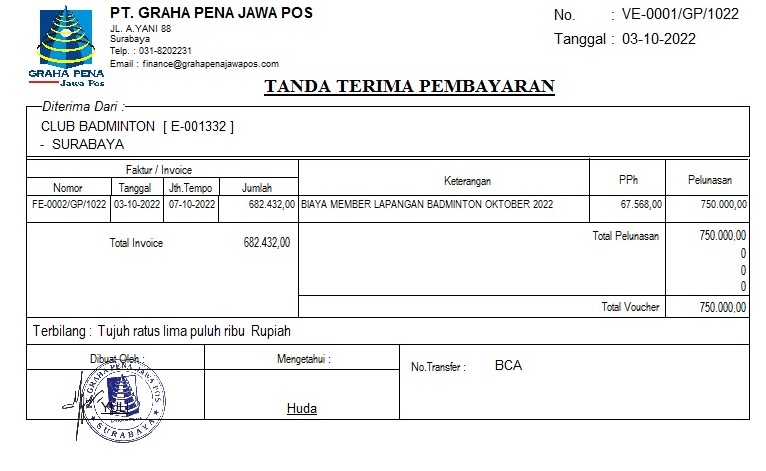 PT. GRAHA PENA JAWA POS
JL. A.YANI 88
Surabaya
Telp. : 031-8202231
Email : finance@grahapenajawapos.com
GRAHA PENA
Jawa Pos
No. : VE-0001/GP/1022
Tanggal : 03-10-2022
TANDA TERIMA PEMBAYARAN
Diterima Dari :
CLUB BADMINTON [ E-001332 ]
- SURABAYA
Faktur / Invoice Keterangan PPh Pelunasan
Nomor Tanggal Jth.Tempo Jumlah
FE-0002/GP/1022 03-10-2022 07-10-2022 682.432,00 BIAYA MEMBER LAPANGAN BADMINTON OKTOBER 2022 67.568,00 750.000,00
Total Invoice 682.432,00
Total Pelunasan 750.000,00
0
0
0
Total Voucher 750.000,00
Terbilang : Tujuh ratus lima puluh ribu Rupiah
Dibuat Oleh : Mengetahui : No.Transfer : BCA
PT. GRAHA PENA JAWA POS
SURABAYA
Huda